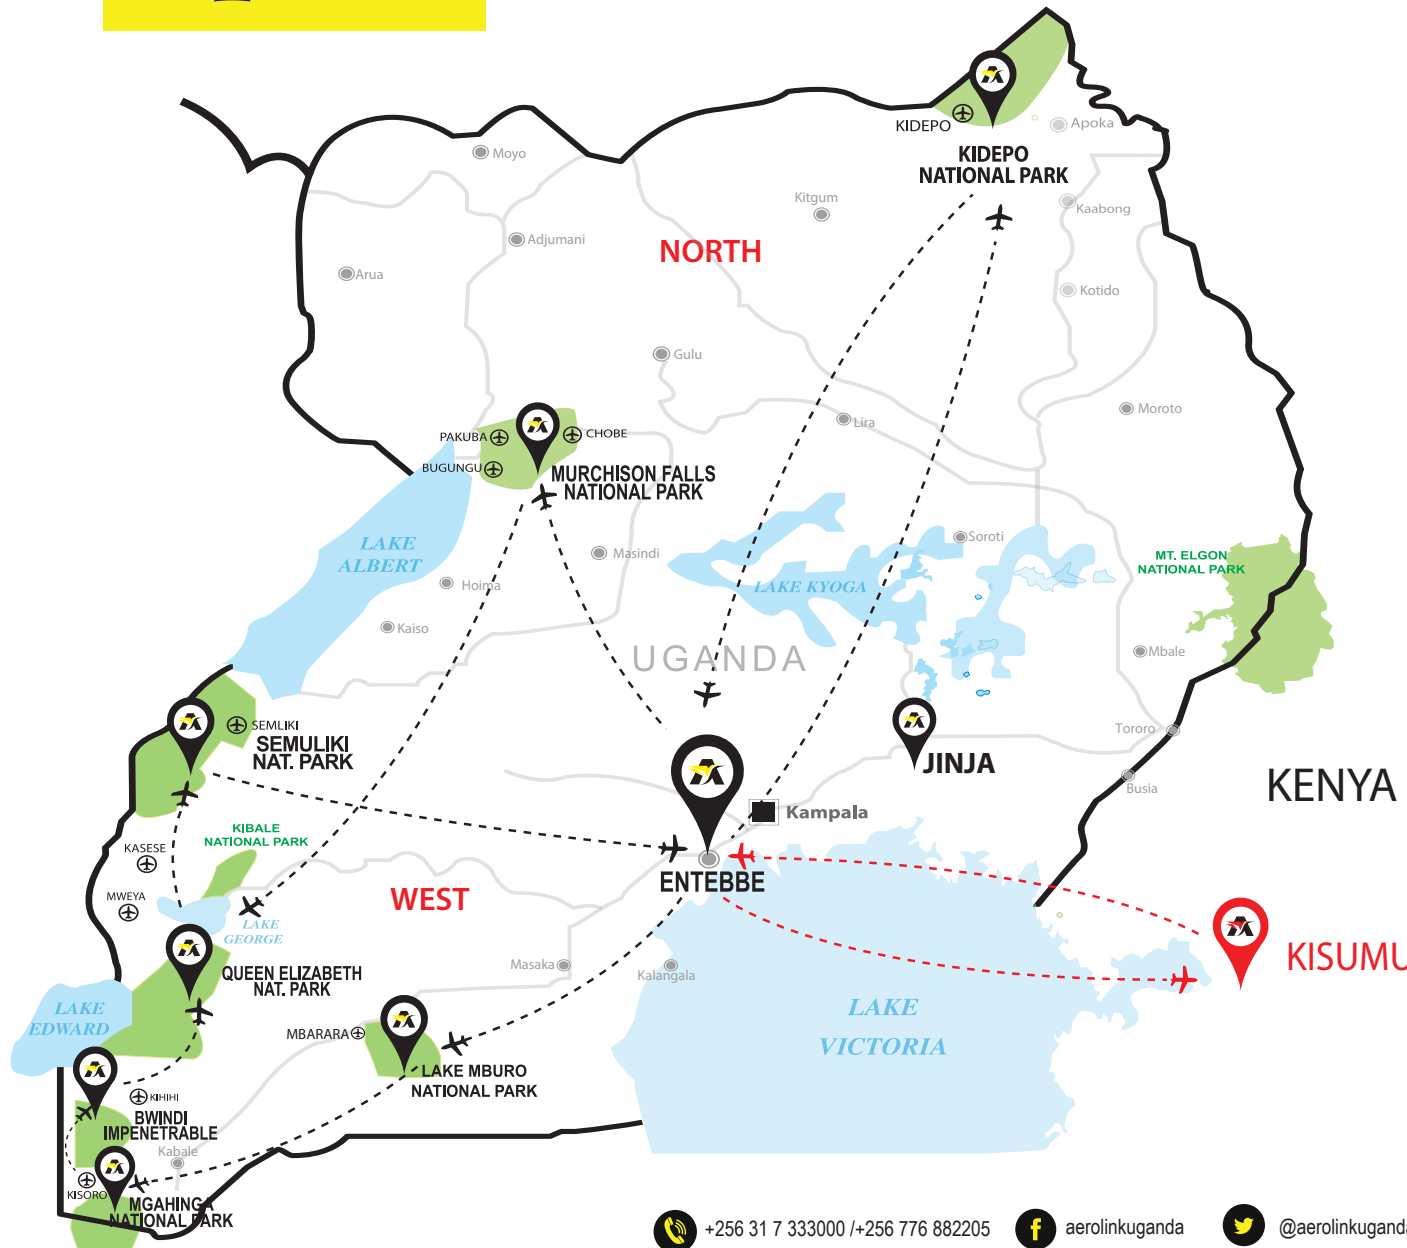 KIDEPO
Apoka
KIDEPO
NATIONAL PARK
Moyo
Kitgum
Kaabong
Adjumani
NORTH
Arua
Kotido
Gulu
Moroto
Lira
PAKUBA
CHOBE
BUGUNGU
MURCHISON FALLS
NATIONAL PARK
LAKE
ALBERT
Masindi
Soroti
MT. ELGON
NATIONAL PARK
Hoima
LAKE KYOGA
Kaiso
UGANDA
Mbale
SEMLIKI
SEMULIKI
NAT. PARK
Tororo
JINJA
Busia
KENYA
Kampala
KIBALE
NATIONAL PARK
KASESE
ENTEBBE
MWEYA
WEST
LAKE
GEORGE
KISUMU
QUEEN ELIZABETH
NAT. PARK
Masaka
Kalangala
LAKE
EDWARD
LAKE
VICTORIA
MBARARA
LAKE MBURO
NATIONAL PARK
KIHIHI
BWINDI
IMPENETRABLE
Kabale
KISORO
MGAHINGA
NATIONAL PARK
+256 31 7 333000 /+256 776 882205
aerolinkuganda
@aerolinkuganda